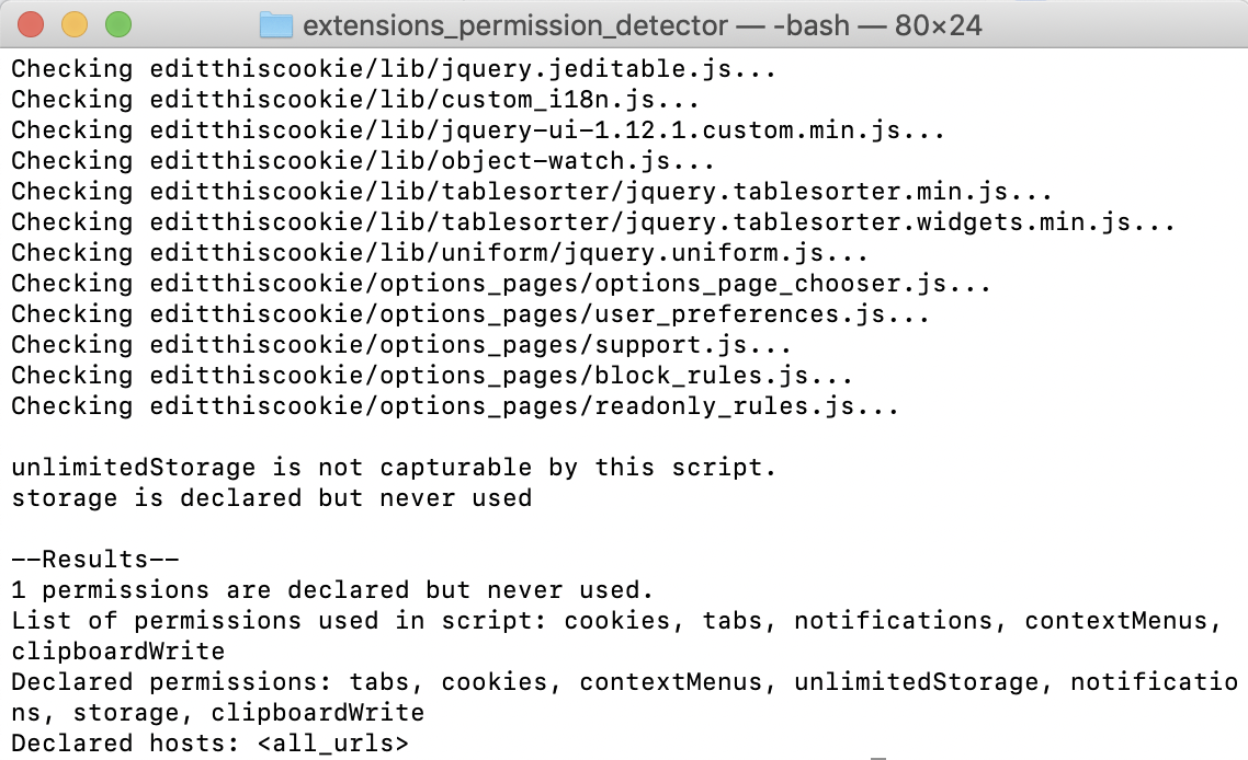 extensions_permission_detector — -bash — 80×24
Checking editthiscookie/lib/jquery.jeditable.js...
Checking editthiscookie/lib/custom_i18n.js...
Checking editthiscookie/lib/jquery-ui-1.12.1.custom.min.js...
Checking editthiscookie/lib/object-watch.js...
Checking editthiscookie/lib/tablesorter/jquery.tablesorter.min.js...
Checking editthiscookie/lib/tablesorter/jquery.tablesorter.widgets.min.js...
Checking editthiscookie/lib/uniform/jquery.uniform.js...
Checking editthiscookie/options_pages/options_page_chooser.js...
Checking editthiscookie/options_pages/user_preferences.js...
Checking editthiscookie/options_pages/support.js...
Checking editthiscookie/options_pages/block_rules.js...
Checking editthiscookie/options_pages/readonly_rules.js...
unlimitedStorage is not capturable by this script.
storage is declared but never used
--Results--
1 permissions are declared but never used.
List of permissions used in script: cookies, tabs, notifications, contextMenus,
clipboardWrite
Declared permissions: tabs, cookies, contextMenus, unlimitedStorage, notificatio
ns, storage, clipboardWrite
Declared hosts: <all_urls>